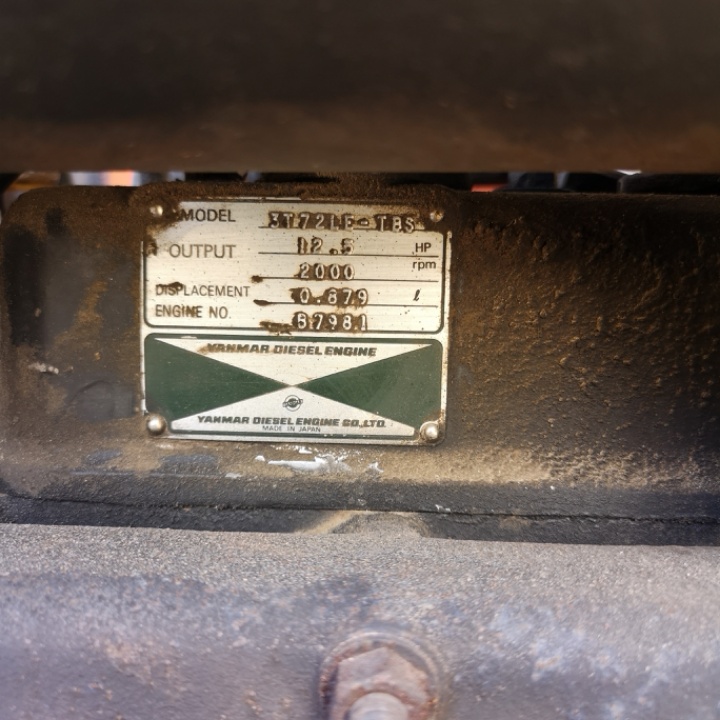 MODEL 3T72LE-TBS
OUTPUT 12.5 HP
2000 rpm
DISPLACEMENT 0.879 ℓ
ENGINE NO. 57981
YANMAR DIESEL ENGINE
YANMAR DIESEL ENGINE CO.,LTD.
MADE IN JAPAN